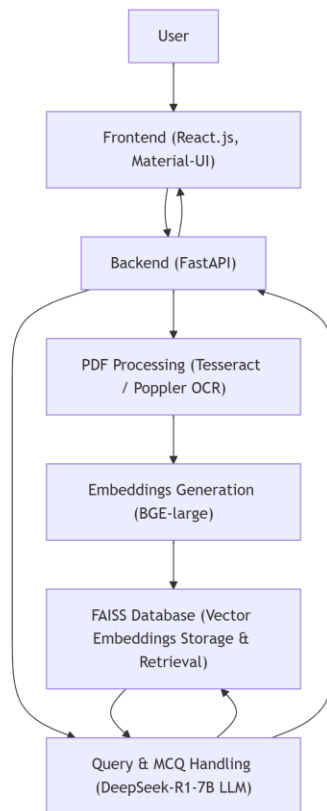 User
Frontend (React.js,
Material-UI)
Backend (FastAPI)
PDF Processing (Tesseract
/ Poppler OCR)
Embeddings Generation
(BGE-large)
FAISS Database (Vector
Embeddings Storage &
Retrieval)
Query & MCQ Handling
(DeepSeek-R1-7B LLM)